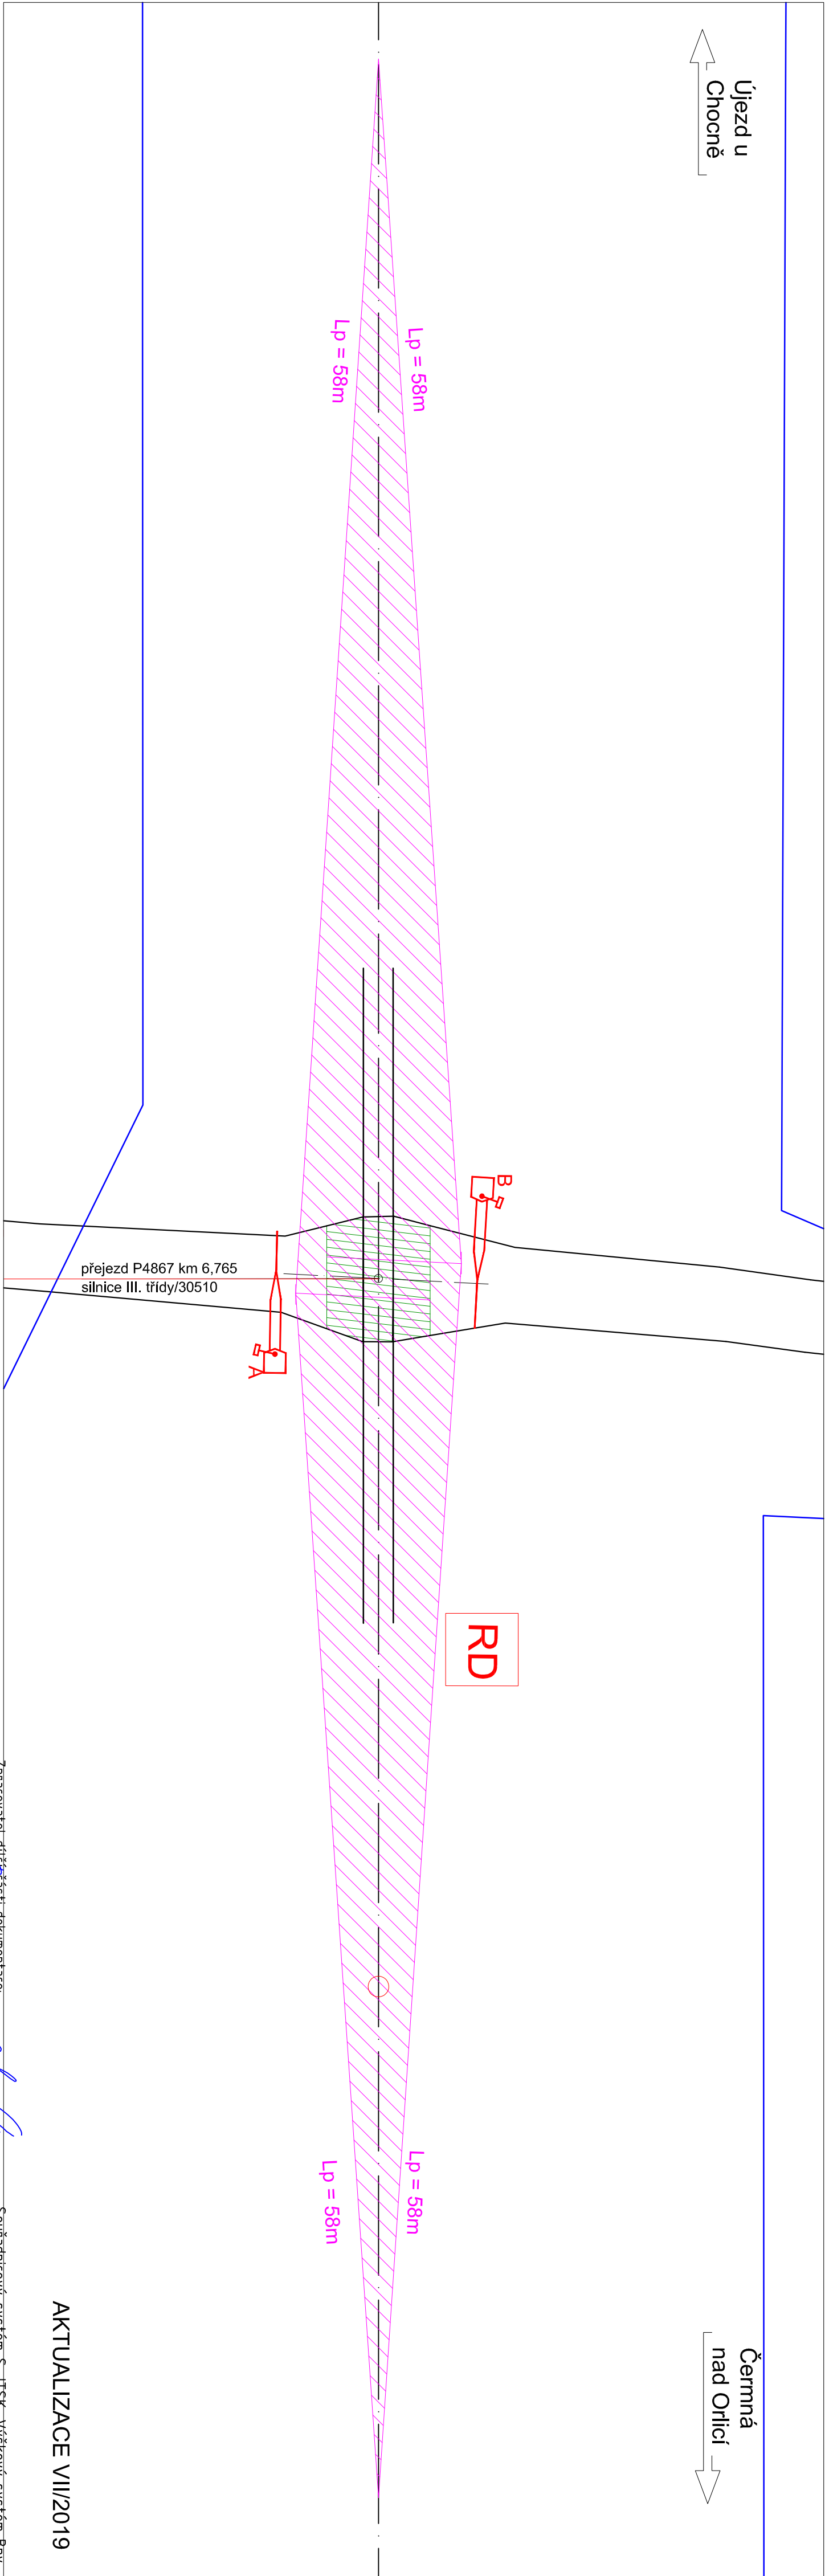 Újezd u
Chocně
Lp = 58m
Lp = 58m
B
přejezd P4867 km 6,765
silnice III. třídy/30510
A
RD
Lp = 58m
Lp = 58m
Čermná
nad Orlicí
AKTUALIZACE VII/2019